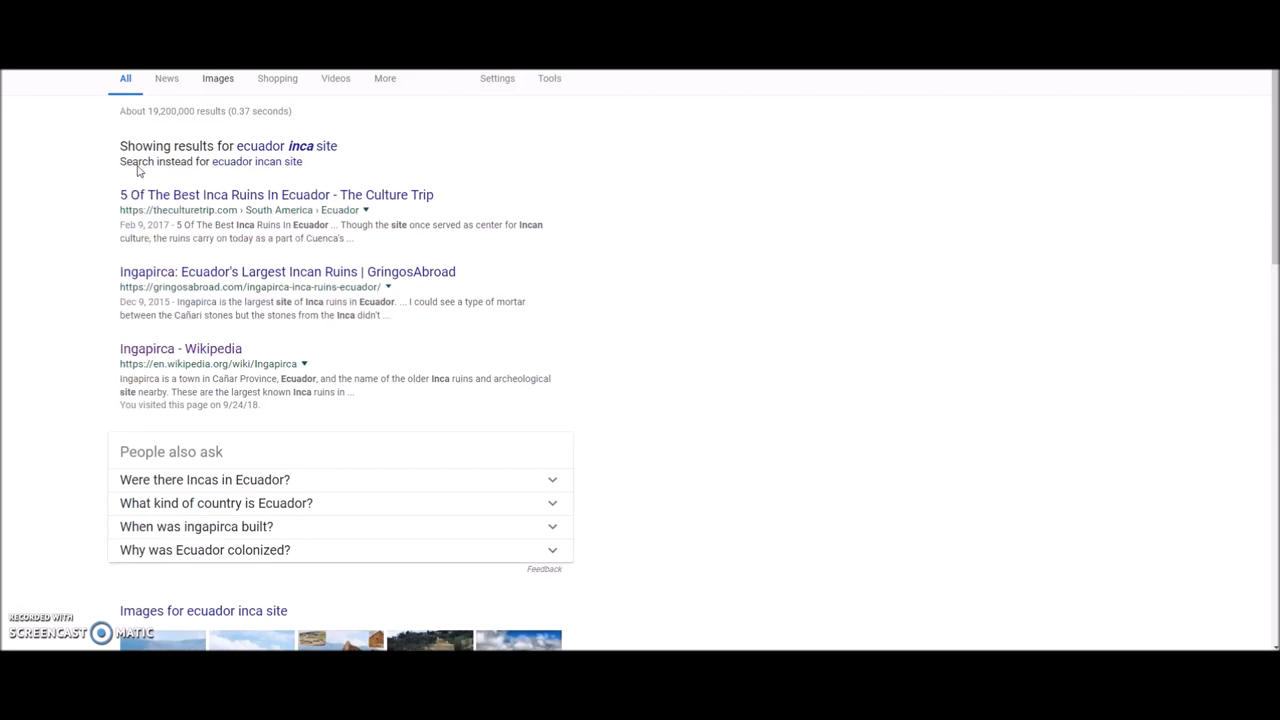 All News Images Shopping Videos More Settings Tools
About 19,200,000 results (0.37 seconds)
Showing results for ecuador inca site
Search instead for ecuador incan site
5 Of The Best Inca Ruins In Ecuador - The Culture Trip
https://theculturetrip.com › South America › Ecuador
Feb 9, 2017 - 5 Of The Best Inca Ruins In Ecuador ... Though the site once served as center for Incan
culture, the ruins carry on today as a part of Cuenca's ...
Ingapirca: Ecuador's Largest Incan Ruins | GringosAbroad
https://gringosabroad.com/ingapirca-inca-ruins-ecuador/
Dec 9, 2015 - Ingapirca is the largest site of Inca ruins in Ecuador. ... I could see a type of mortar
between the Cañari stones but the stones from the Inca didn't ...
Ingapirca - Wikipedia
https://en.wikipedia.org/wiki/Ingapirca
Ingapirca is a town in Cañar Province, Ecuador, and the name of the older Inca ruins and archeological
site nearby. These are the largest known Inca ruins in ...
You visited this page on 9/24/18.
People also ask
Were there Incas in Ecuador?
What kind of country is Ecuador?
When was ingapirca built?
Why was Ecuador colonized?
Feedback
Images for ecuador inca site
RECORDED WITH
SCREENCAST MATIC